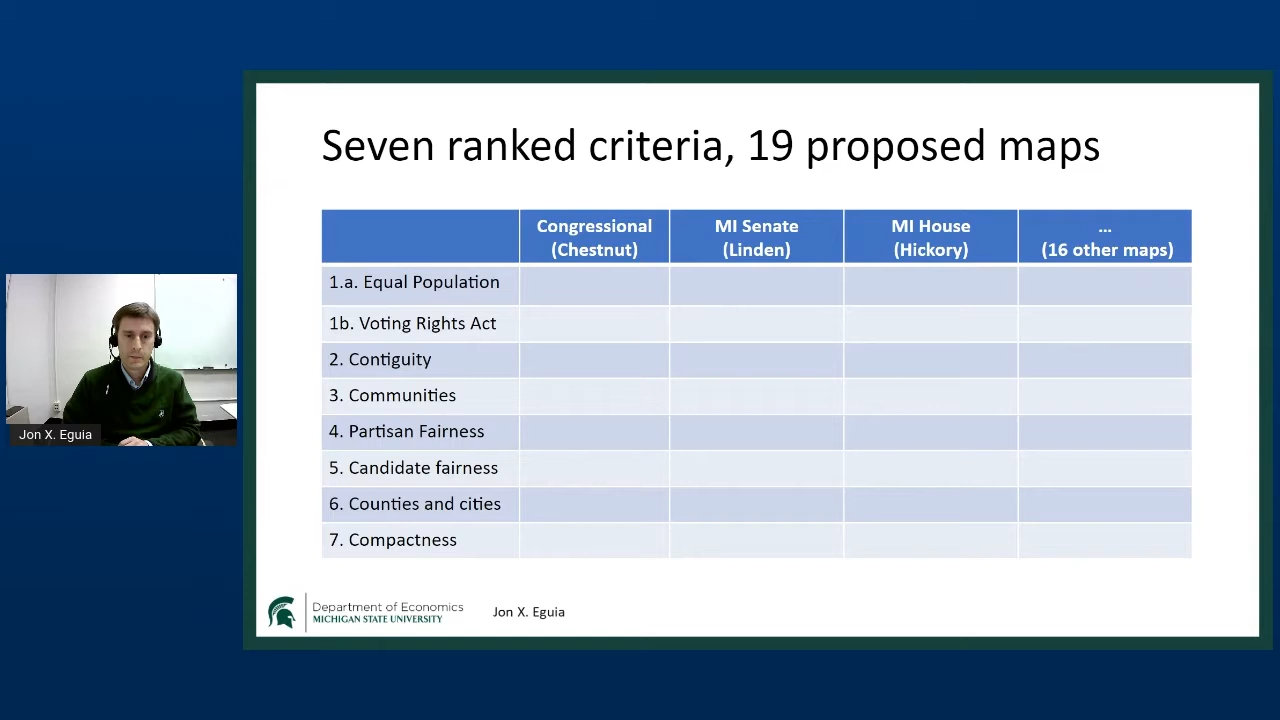 Seven ranked criteria, 19 proposed maps
Congressional
(Chestnut)
MI Senate
(Linden)
MI House
(Hickory)
...
(16 other maps)
1.a. Equal Population
1b. Voting Rights Act
2. Contiguity
3. Communities
4. Partisan Fairness
5. Candidate fairness
6. Counties and cities
7. Compactness
Jon X. Eguia
Department of Economics
MICHIGAN STATE UNIVERSITY
Jon X. Eguia